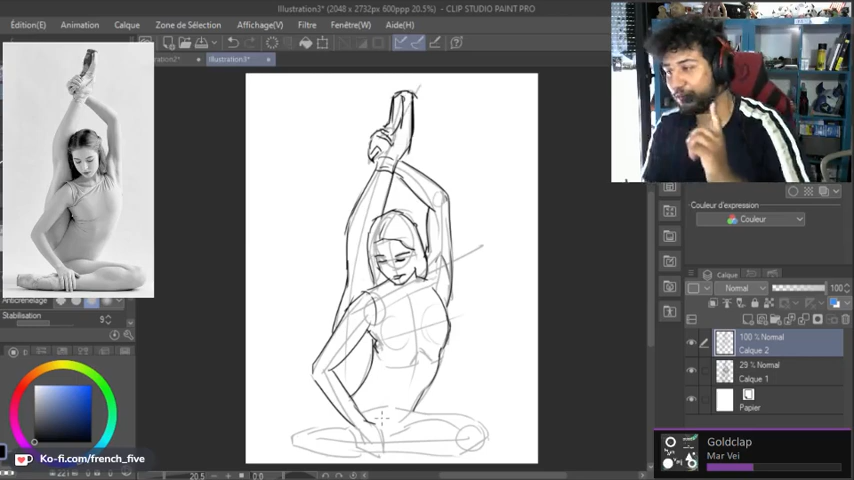 Illustration3* (2048 x 2732px 600ppp 20.5%) - CLIP STUDIO PAINT PRO
Édition(E) Animation Calque Zone de Sélection Affichage(V) Filtre Fenêtre(W) Aide(H)
Illustration3*
Couleur d'expression
Couleur
Calque
Normal 100
100 % Normal
Calque 2
29 % Normal
Calque 1
Papier
Anticrénelage
Stabilisation 9
Ko-fi.com/french_five
20.5
0.0
Goldclap
Mar Vei